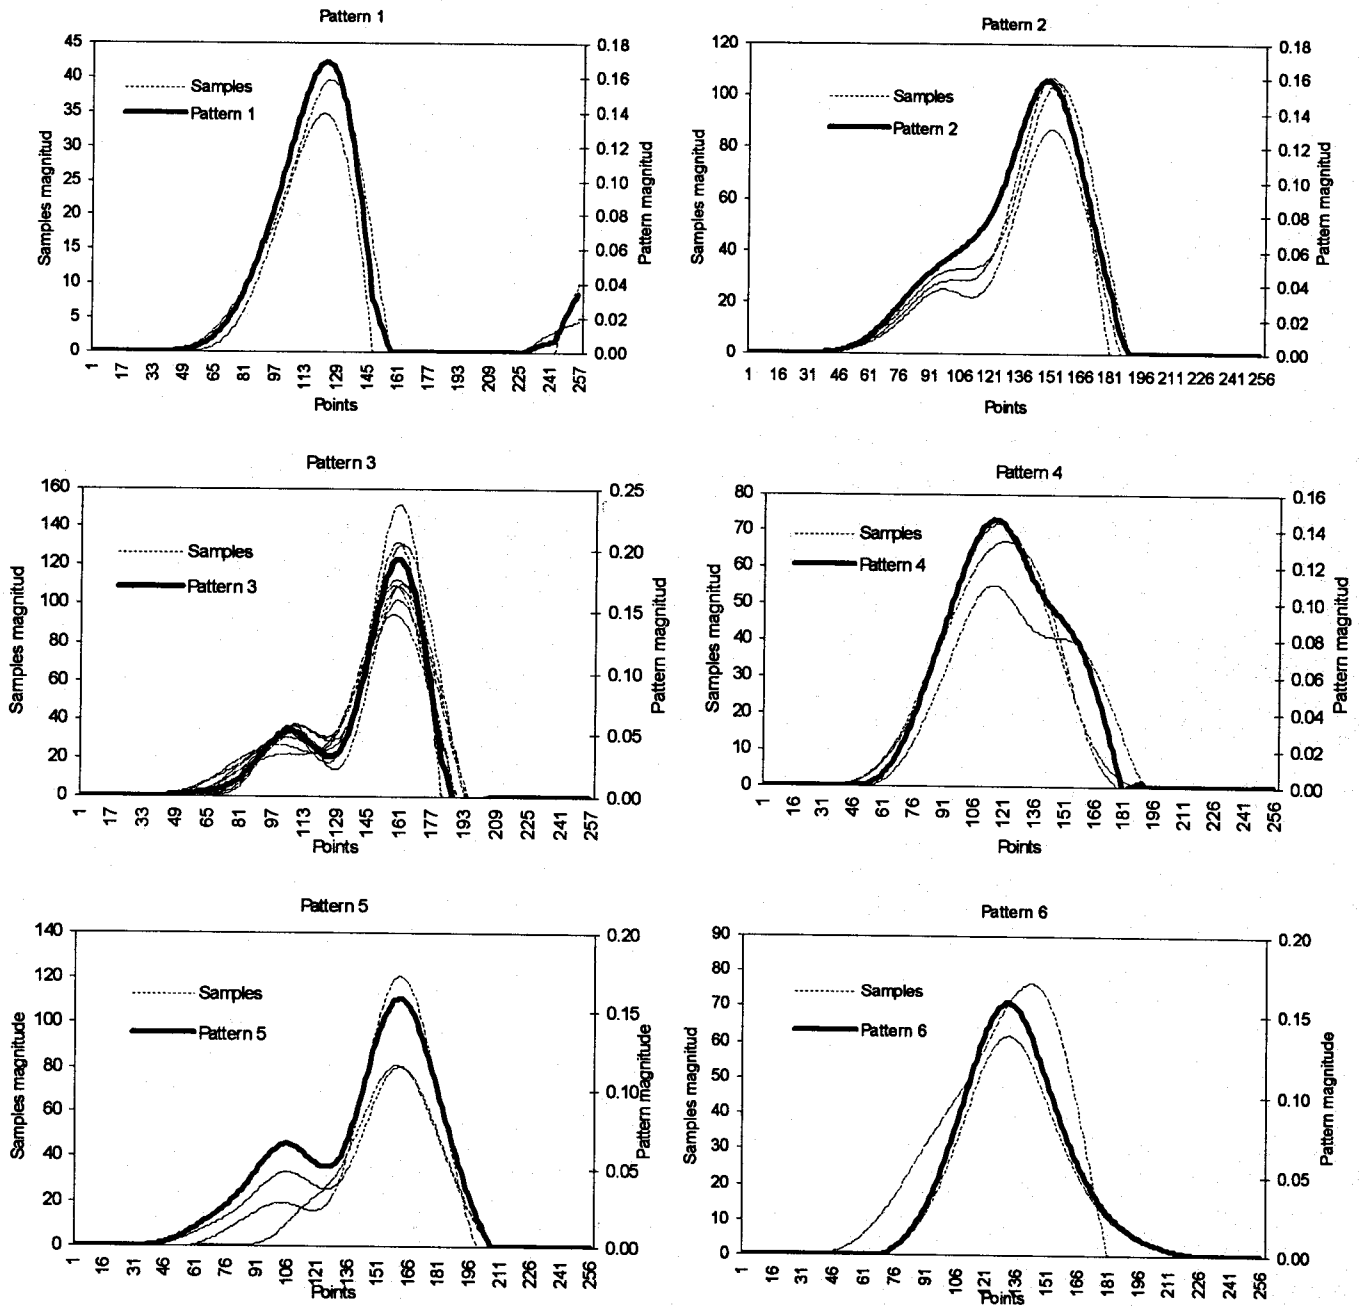 Pattern 1
45
40
35
30
25
20
15
10
5
0
Samples magnitud
Samples
Pattern 1
0.18
0.16
0.14
0.12
0.10
0.08
0.06
0.04
0.02
0.00
Pattern magnitud
1 17 33 49 65 81 97 113 129 145 161 177 193 209 225 241 257
Points
Pattern 2
120
100
80
60
40
20
0
Samples magnitud
Samples
Pattern 2
0.18
0.16
0.14
0.12
0.10
0.08
0.06
0.04
0.02
0.00
Pattern magnitud
1 16 31 46 61 76 91 106 121 136 151 166 181 196 211 226 241 256
Points
Pattern 3
160
140
120
100
80
60
40
20
0
Samples magnitud
Samples
Pattern 3
0.25
0.20
0.15
0.10
0.05
0.00
Pattern magnitud
1 17 33 49 65 81 97 113 129 145 161 177 193 209 225 241 257
Points
Pattern 4
80
70
60
50
40
30
20
10
0
Samples magnitud
Samples
Pattern 4
0.16
0.14
0.12
0.10
0.08
0.06
0.04
0.02
0.00
Pattern magnitud
1 16 31 46 61 76 91 106 121 136 151 166 181 196 211 226 241 256
Points
Pattern 5
140
120
100
80
60
40
20
0
Samples magnitude
Samples
Pattern 5
0.20
0.15
0.10
0.05
0.00
Pattern magnitude
1 16 31 46 61 76 91 106 121 136 151 166 181 196 211 226 241 256
Points
Pattern 6
90
80
70
60
50
40
30
20
10
0
Samples magnitud
Samples
Pattern 6
0.20
0.15
0.10
0.05
0.00
Pattern magnitude
1 16 31 46 61 76 91 106 121 136 151 166 181 196 211 226 241 256
Points